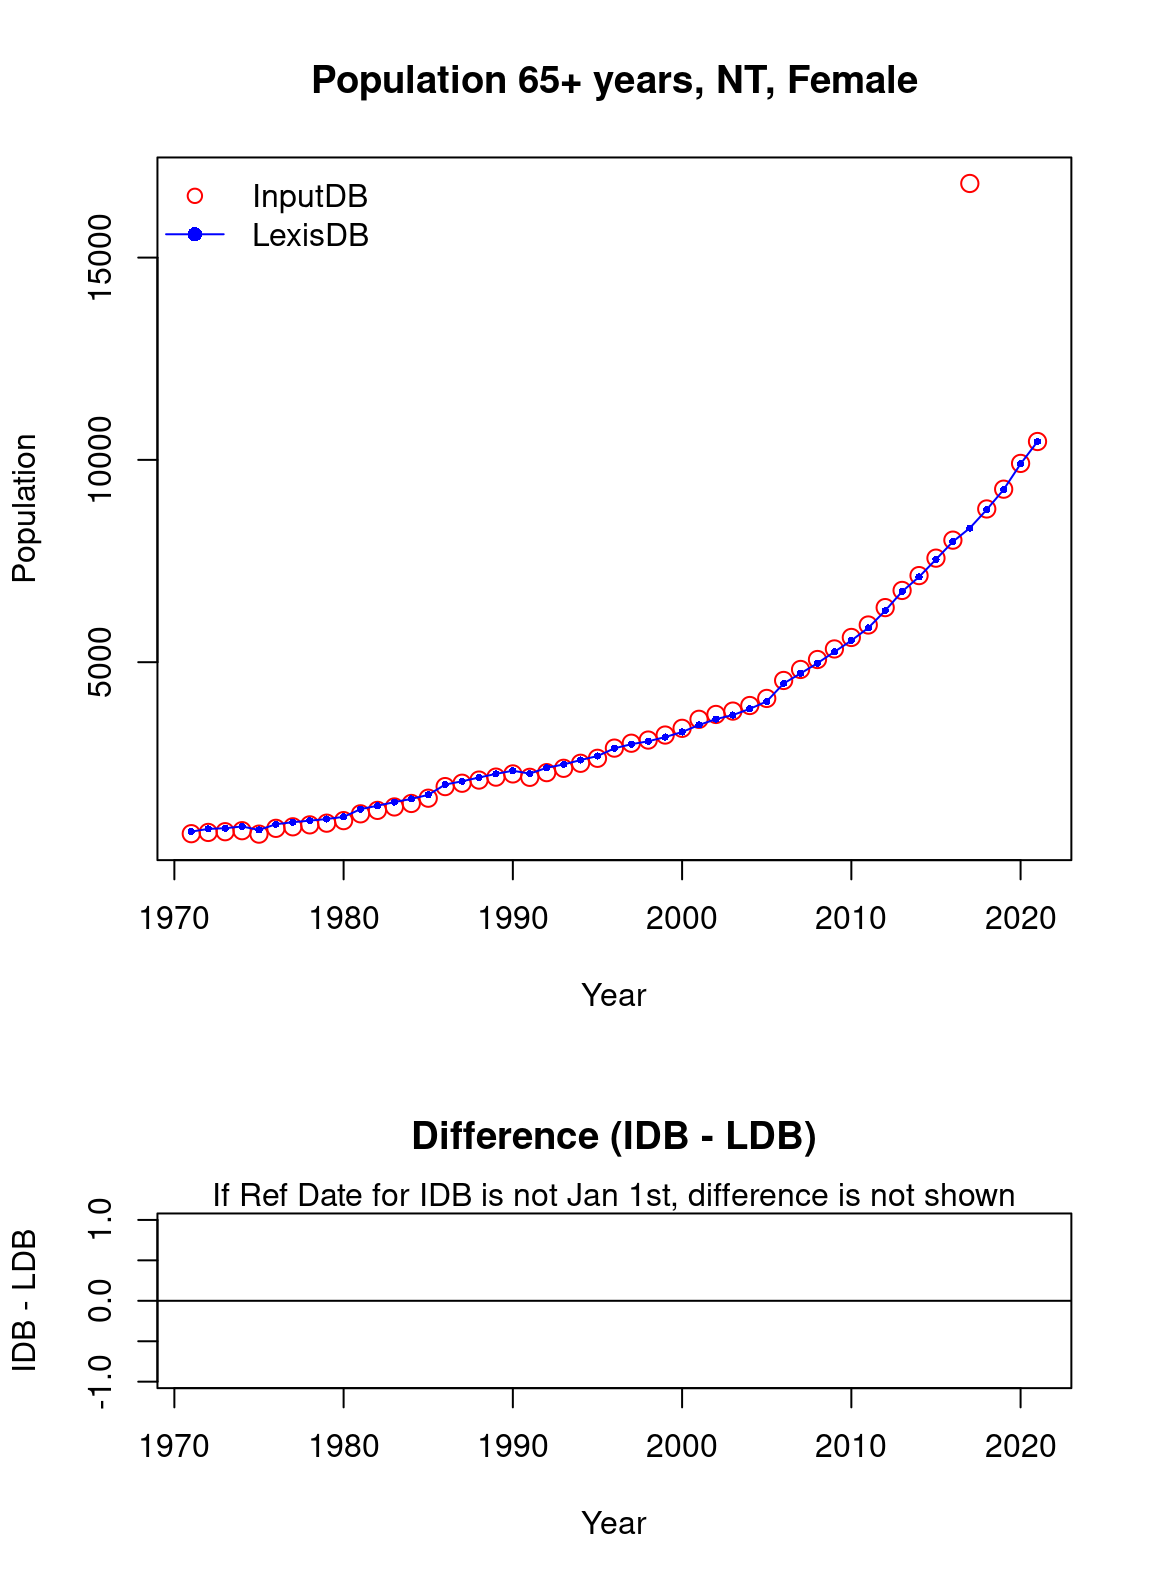 Population 65+ years, NT, Female
InputDB
LexisDB
15000
10000
5000
Population
1970 1980 1990 2000 2010 2020
Year
Difference (IDB - LDB)
If Ref Date for IDB is not Jan 1st, difference is not shown
1.0
0.0
-1.0
IDB - LDB
1970 1980 1990 2000 2010 2020
Year